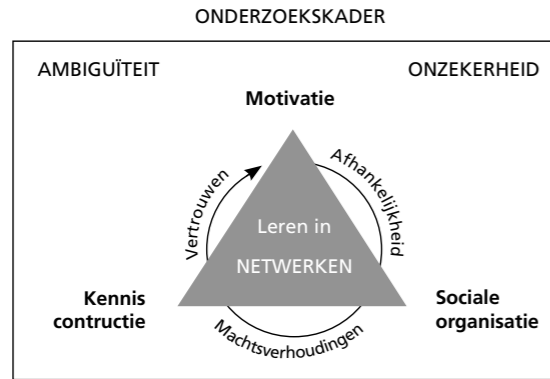 ONDERZOEKSKADER
AMBIGUÏTEIT
ONZEKERHEID
Motivatie
Vertrouwen
Afhankelijkheid
Leren in
NETWERKEN
Kennis
contructie
Sociale
organisatie
Machtsverhoudingen